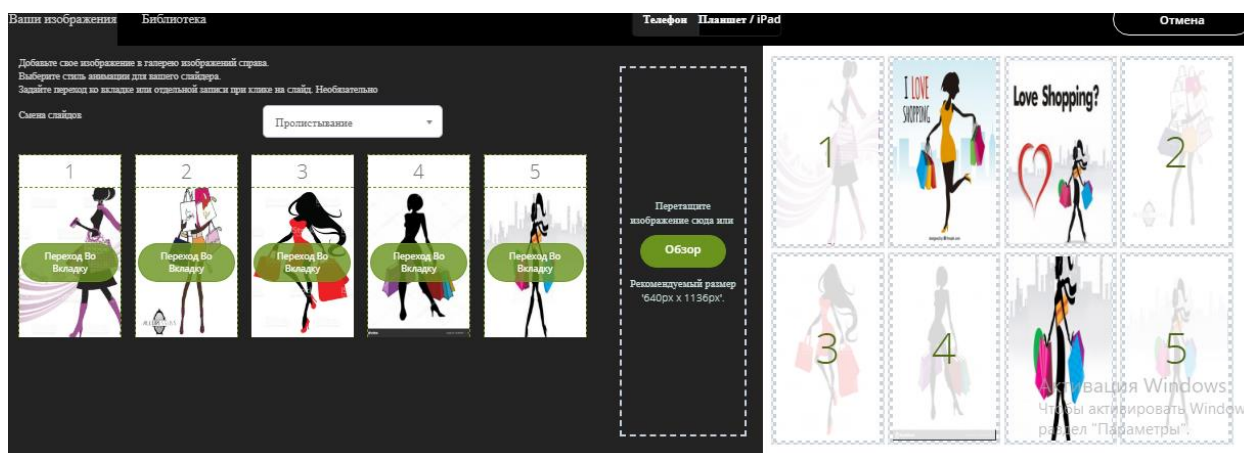 Ваши изображения
Библиотека
Телефон
Планшет / iPad
Отмена
Добавьте свое изображение в галерею изображений справа.
Выберите стиль анимации для вашего слайдера.
Задайте переход ко вкладке или отдельной записи при клике на слайд. Необязательно
Смена слайдов
Пролистывание
1
2
3
4
5
Переход Во
Вкладку
Переход Во
Вкладку
Переход Во
Вкладку
Переход Во
Вкладку
Переход Во
Вкладку
Перетащите
изображение сюда или
Обзор
Рекомендуемый размер
'640px x 1136px'.
1
I LOVE
SHOPPING
Love Shopping?
2
3
4
5
Активация Windows
Чтобы активировать Window
раздел "Параметры".